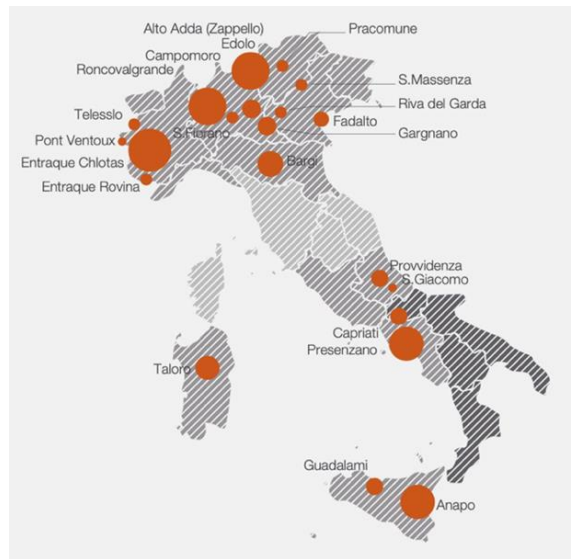 Alto Adda (Zappello)
Pracomune
Edolo
Campomoro
Roncovalgrande
S.Massenza
Riva del Garda
Telesslo
Fadalto
S.Fiorano
Gargnano
Pont Ventoux
Entraque Chlotas
Bargi
Entraque Rovina
Provvidenza
S.Giacomo
Capriati
Presenzano
Taloro
Guadalami
Anapo